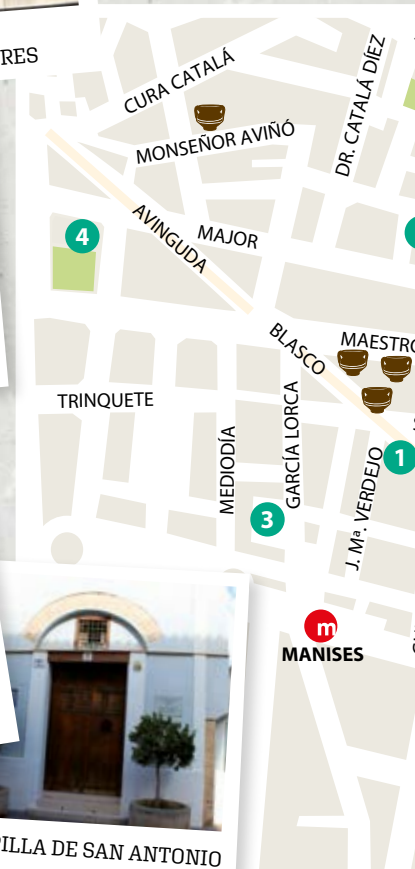 RES
CURA CATALÁ
DR. CATALÁ DÍEZ
MONSEÑOR AVIÑÓ
4
AVINGUDA
MAJOR
BLASCO
MAESTRO
TRINQUETE
MEDIODÍA
GARCÍA LORCA
J. Mª. VERDEJO
1
3
m
MANISES
ILLA DE SAN ANTONIO